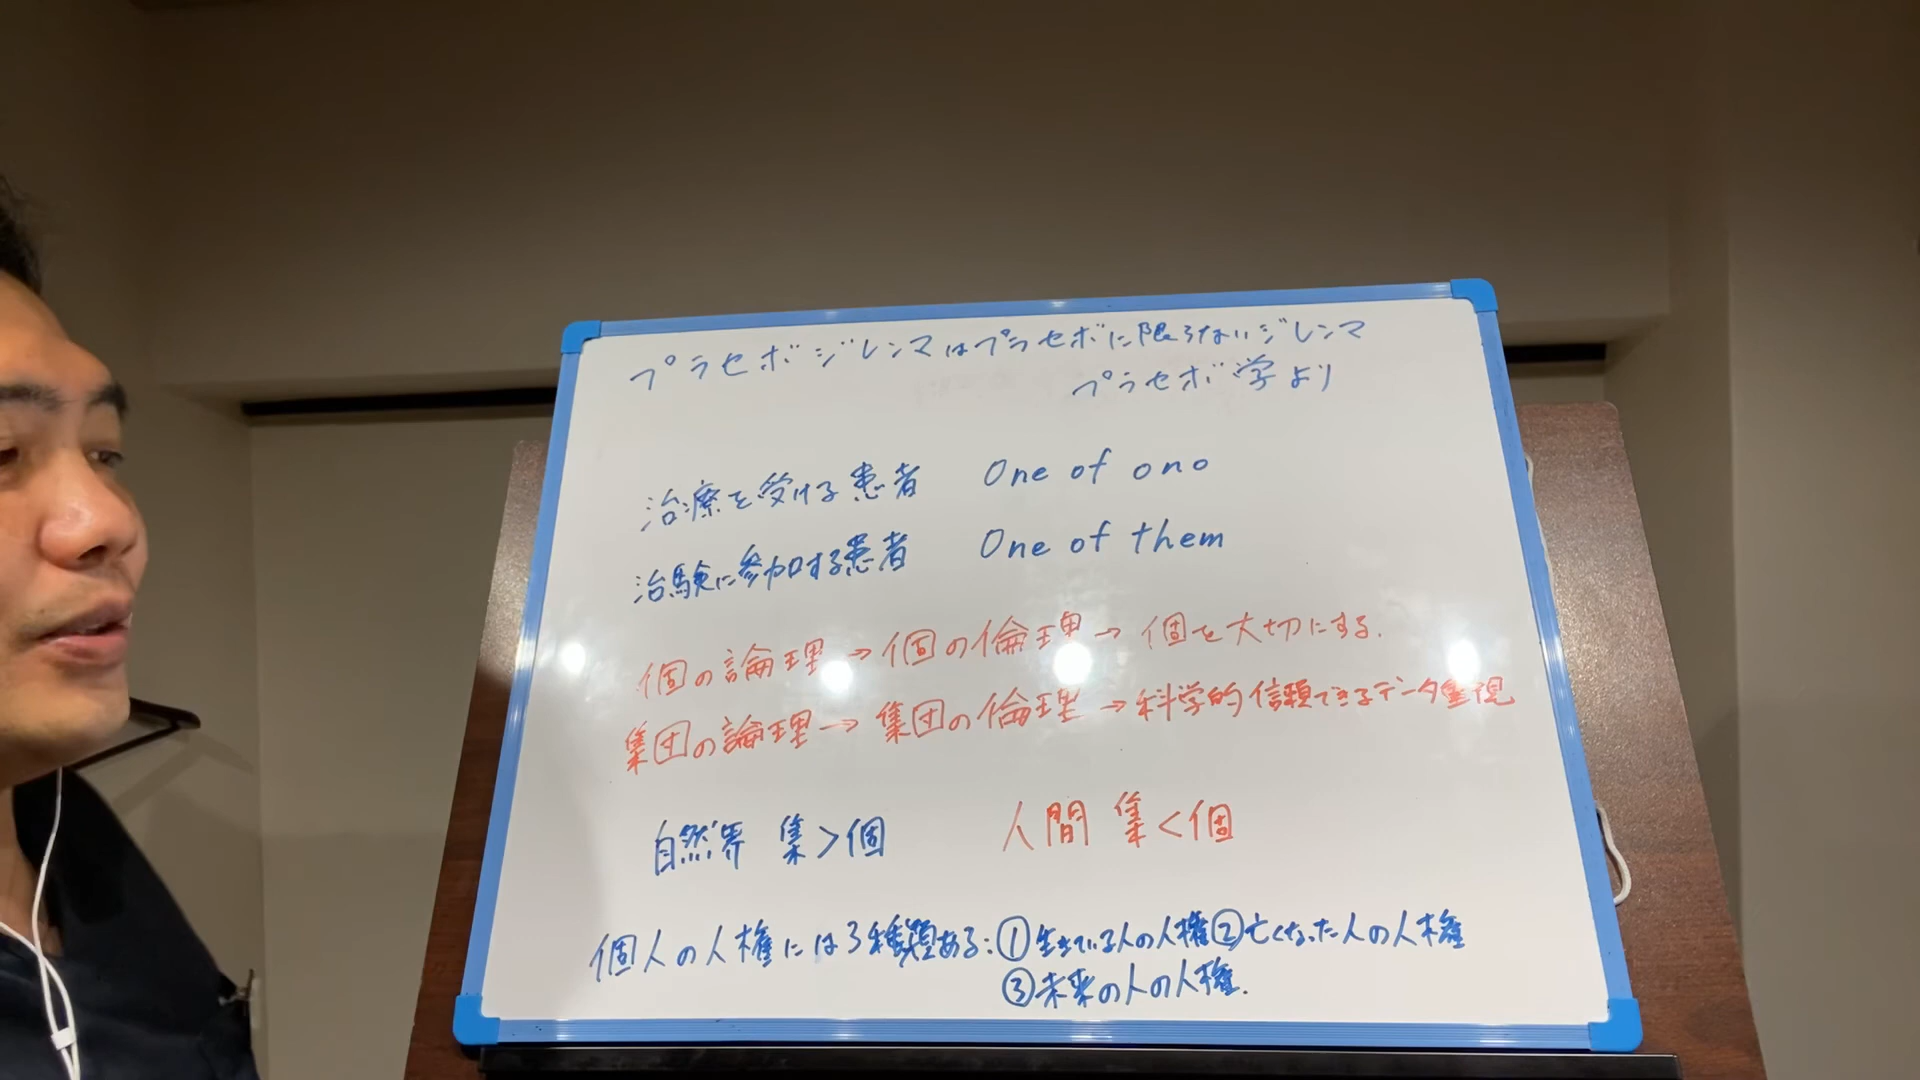 プラセボジレンマはプラセボに限らないジレンマ
プラセボ学より
治療を受ける患者 One of ono
治験に参加する患者 One of them
個の論理→個の倫理→個を大切にする.
集団の論理→集団の倫理→科学的信頼できるデータ重視
自然界 集>個 人間 集<個
個人の人権には3種類ある:①生きている人の人権②亡くなった人の人権
③未来の人の人権.